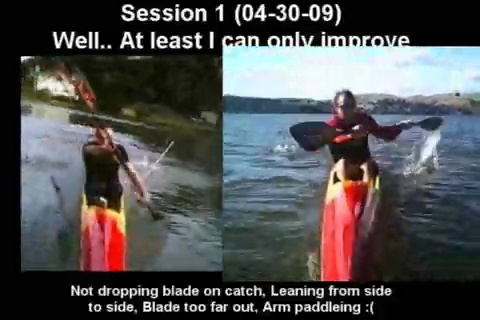 Session 1 (04-30-09)
Well.. At least I can only improve
Not dropping blade on catch, Leaning from side
to side, Blade too far out, Arm paddleing :(